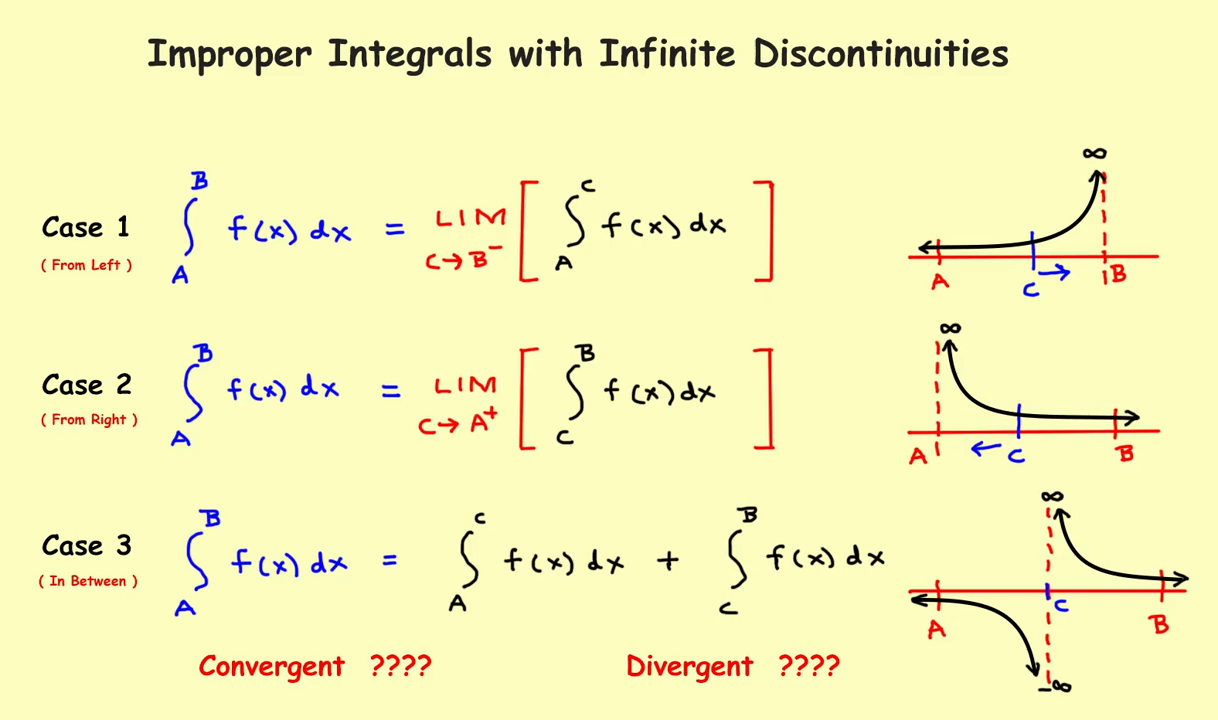 Improper Integrals with Infinite Discontinuities
Case 1
( From Left )
∫_A^B f(x) dx = LIM_{C→B⁻} [ ∫_A^C f(x) dx ]
∞
A C → B
Case 2
( From Right )
∫_A^B f(x) dx = LIM_{C→A⁺} [ ∫_C^B f(x) dx ]
∞
A ← C B
Case 3
( In Between )
∫_A^B f(x) dx = ∫_A^C f(x) dx + ∫_C^B f(x) dx
∞
A C B
-∞
Convergent ???? Divergent ????